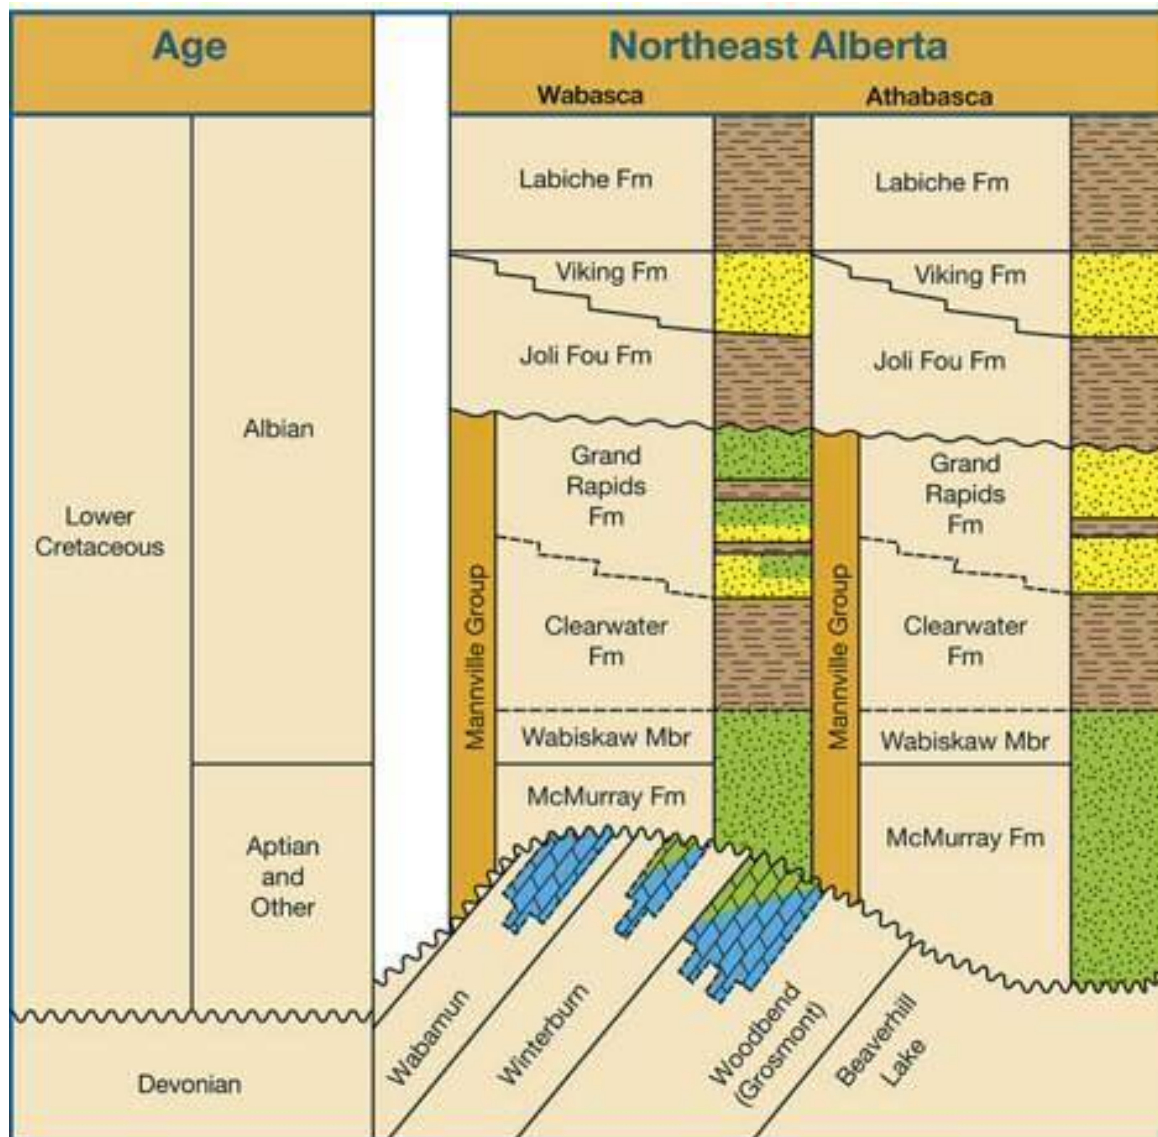 Age
Northeast Alberta
Wabasca
Athabasca
Lower
Cretaceous
Albian
Aptian
and
Other
Devonian
Mannville Group
Labiche Fm
Viking Fm
Joli Fou Fm
Grand
Rapids
Fm
Clearwater
Fm
Wabiskaw Mbr
McMurray Fm
Mannville Group
Labiche Fm
Viking Fm
Joli Fou Fm
Grand
Rapids
Fm
Clearwater
Fm
Wabiskaw Mbr
McMurray Fm
Wabamun
Winterburn
Woodbend
(Grosmont)
Beaverhill
Lake